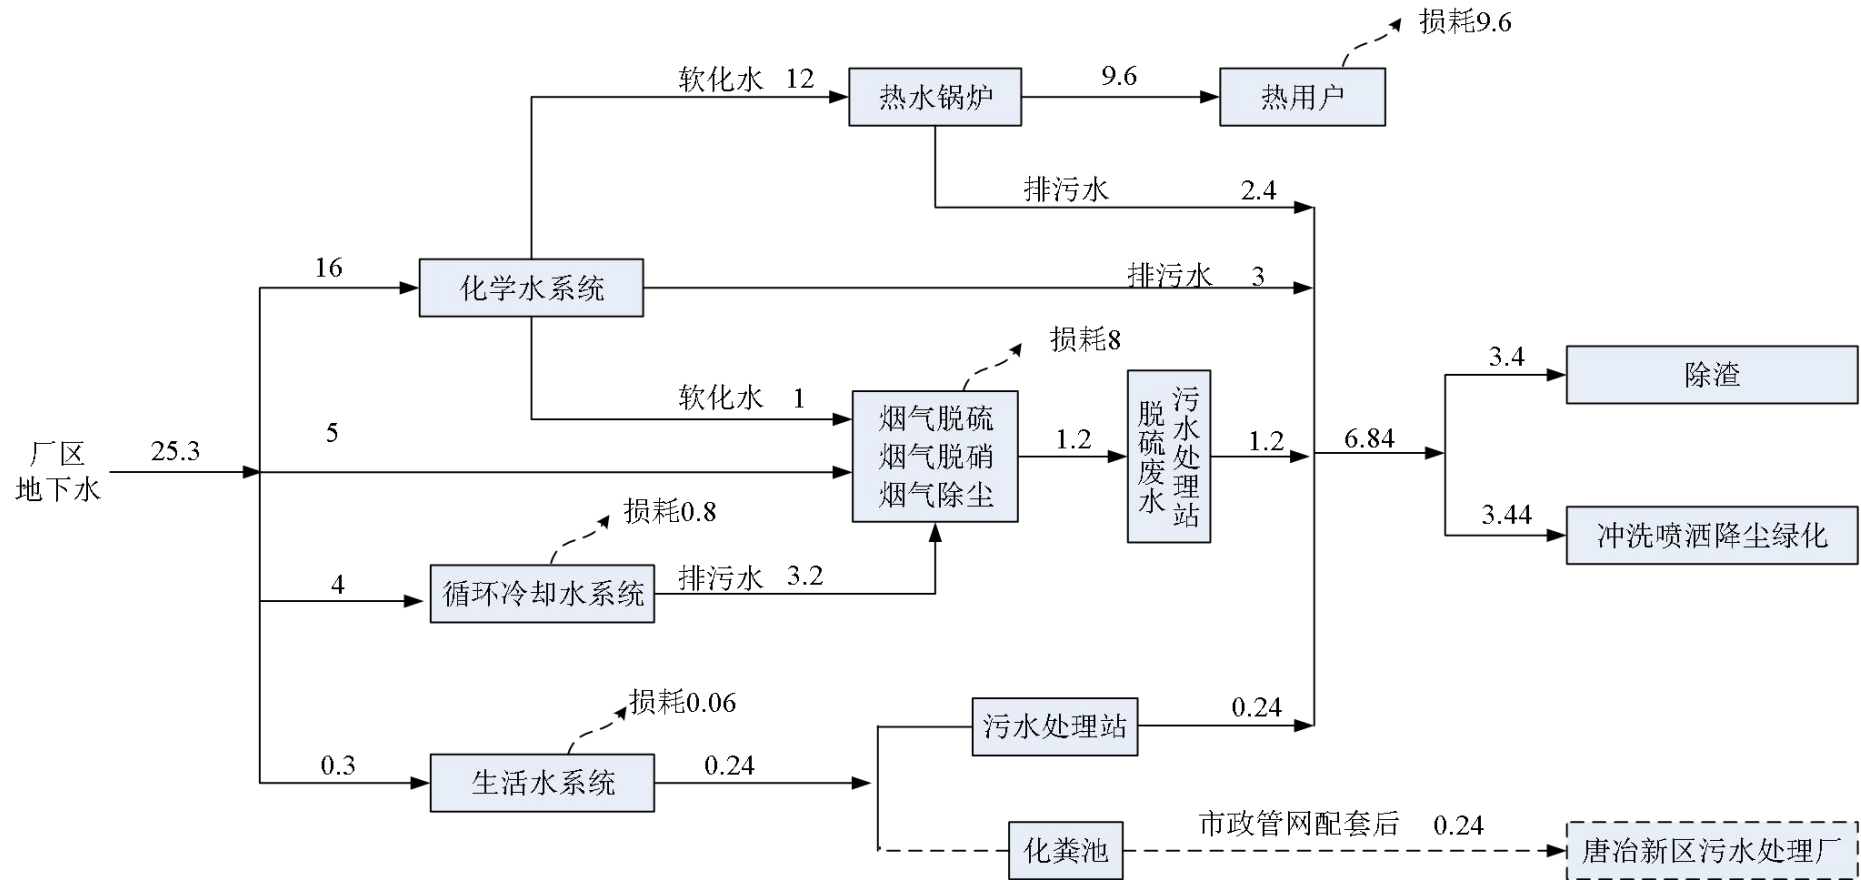 损耗9.6
软化水 12
热水锅炉
9.6
热用户
排污水 2.4
16
化学水系统
排污水 3
损耗8
软化水 1
烟气脱硫
烟气脱硝
烟气除尘
1.2
脱硫废水
污水处理站
1.2
6.84
3.4
除渣
3.44
冲洗喷洒降尘绿化
厂区
地下水
25.3
5
损耗0.8
4
循环冷却水系统
排污水 3.2
损耗0.06
0.3
生活水系统
0.24
污水处理站
0.24
化粪池
市政管网配套后 0.24
唐冶新区污水处理厂